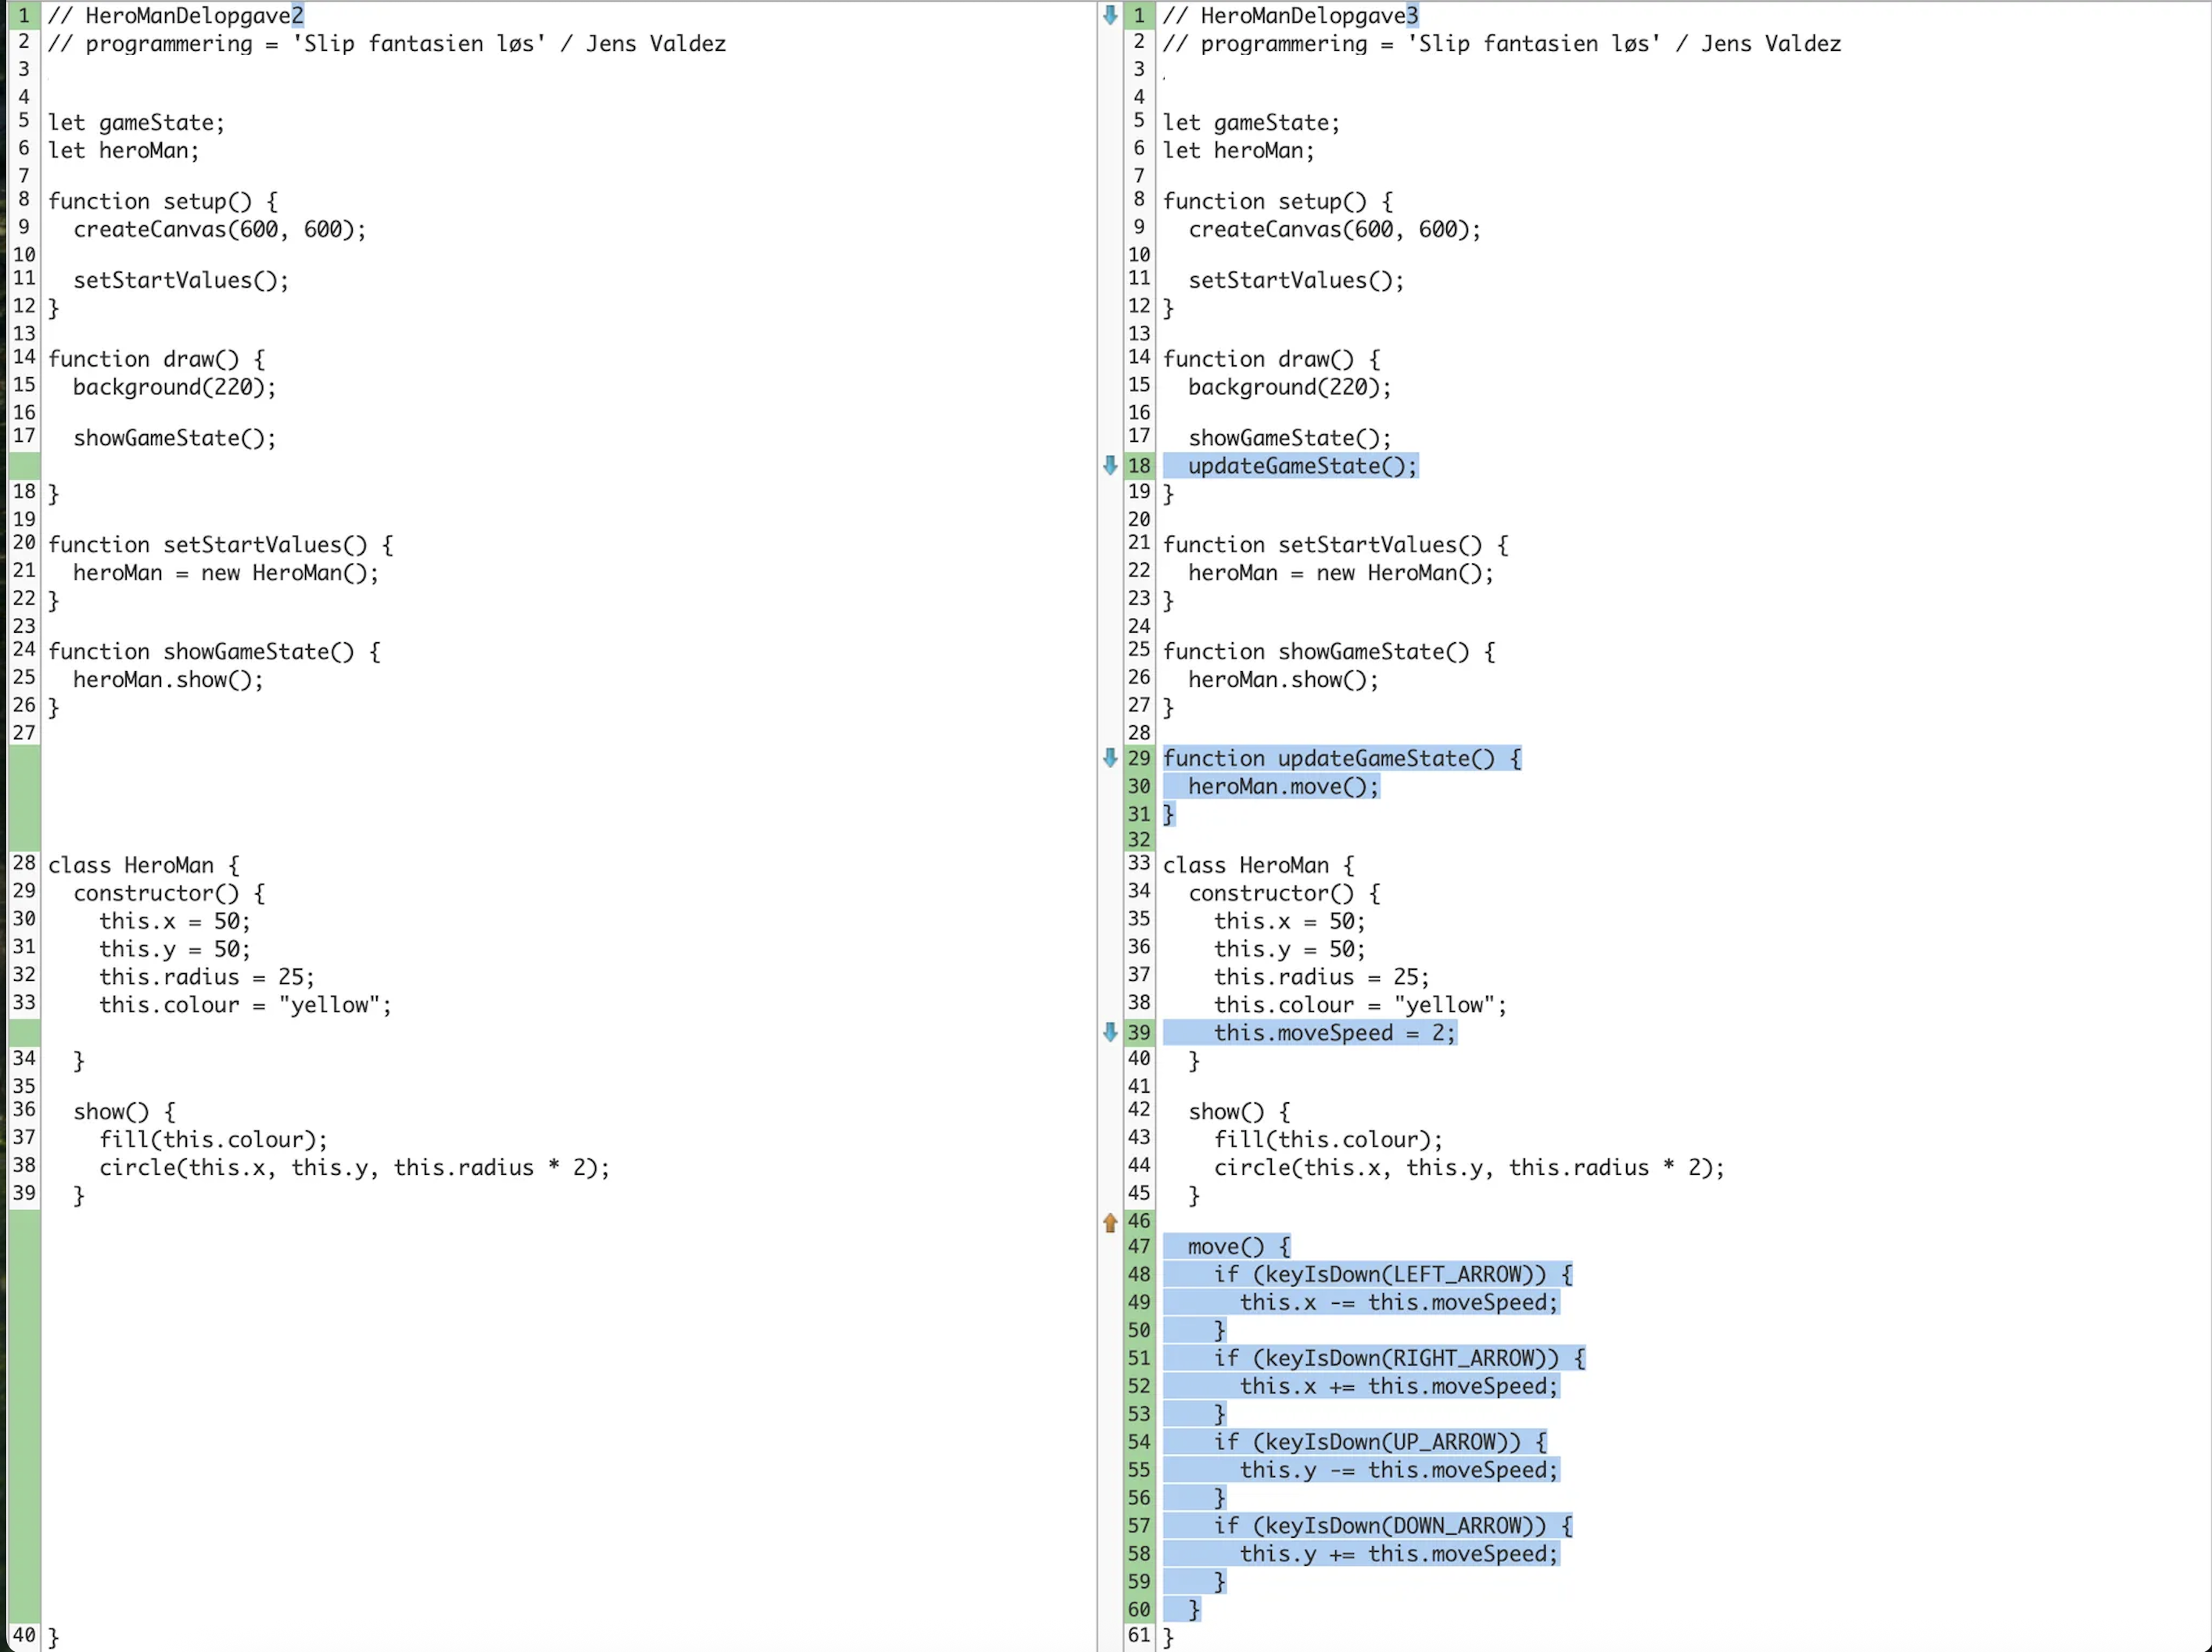 1 // HeroManDelopgave2
2 // programmering = 'Slip fantasien løs' / Jens Valdez
3
4
5 let gameState;
6 let heroMan;
7
8 function setup() {
9   createCanvas(600, 600);
10
11   setStartValues();
12 }
13
14 function draw() {
15   background(220);
16
17   showGameState();
18 }
19
20 function setStartValues() {
21   heroMan = new HeroMan();
22 }
23
24 function showGameState() {
25   heroMan.show();
26 }
27
28 class HeroMan {
29   constructor() {
30     this.x = 50;
31     this.y = 50;
32     this.radius = 25;
33     this.colour = "yellow";
34   }
35
36   show() {
37     fill(this.colour);
38     circle(this.x, this.y, this.radius * 2);
39   }
40 }
1 // HeroManDelopgave3
2 // programmering = 'Slip fantasien løs' / Jens Valdez
3
4
5 let gameState;
6 let heroMan;
7
8 function setup() {
9   createCanvas(600, 600);
10
11   setStartValues();
12 }
13
14 function draw() {
15   background(220);
16
17   showGameState();
18   updateGameState();
19 }
20
21 function setStartValues() {
22   heroMan = new HeroMan();
23 }
24
25 function showGameState() {
26   heroMan.show();
27 }
28
29 function updateGameState() {
30   heroMan.move();
31 }
32
33 class HeroMan {
34   constructor() {
35     this.x = 50;
36     this.y = 50;
37     this.radius = 25;
38     this.colour = "yellow";
39     this.moveSpeed = 2;
40   }
41
42   show() {
43     fill(this.colour);
44     circle(this.x, this.y, this.radius * 2);
45   }
46
47   move() {
48     if (keyIsDown(LEFT_ARROW)) {
49       this.x -= this.moveSpeed;
50     }
51     if (keyIsDown(RIGHT_ARROW)) {
52       this.x += this.moveSpeed;
53     }
54     if (keyIsDown(UP_ARROW)) {
55       this.y -= this.moveSpeed;
56     }
57     if (keyIsDown(DOWN_ARROW)) {
58       this.y += this.moveSpeed;
59     }
60   }
61 }